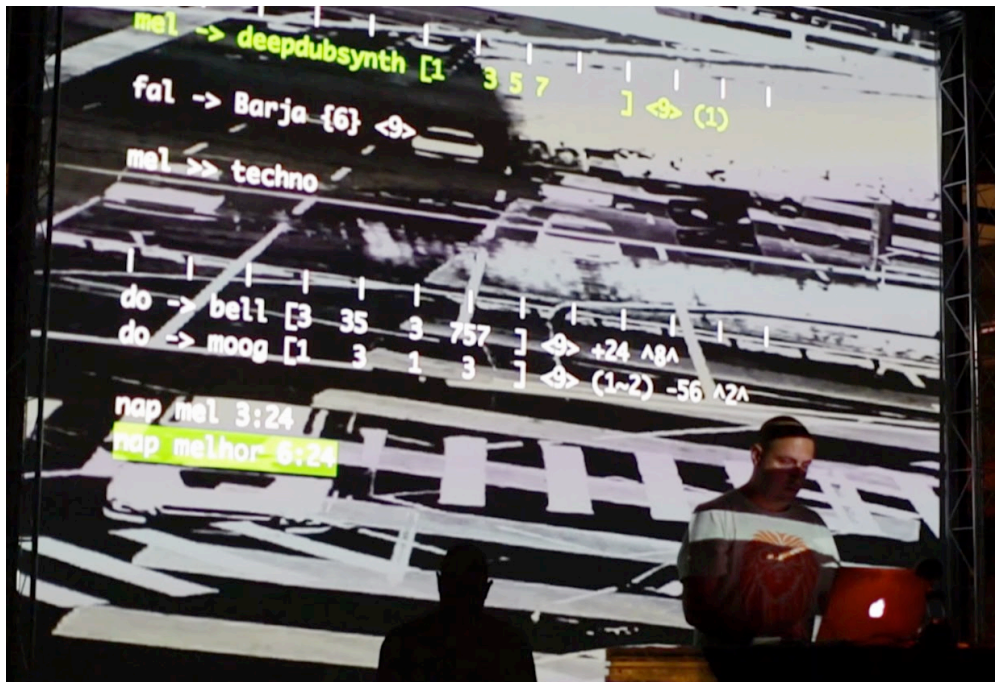 mel -> deepdubsynth [1   3 5 7       ] <9> (1)
fal -> Barja {6} <9>
mel >> techno
do -> bell [3  35   3  757  ] <9> +24 ^8^
do -> moog [1   3   1   3   ] <9> (1~2) -56 ^2^
nap mel 3:24
nap melhor 6:24